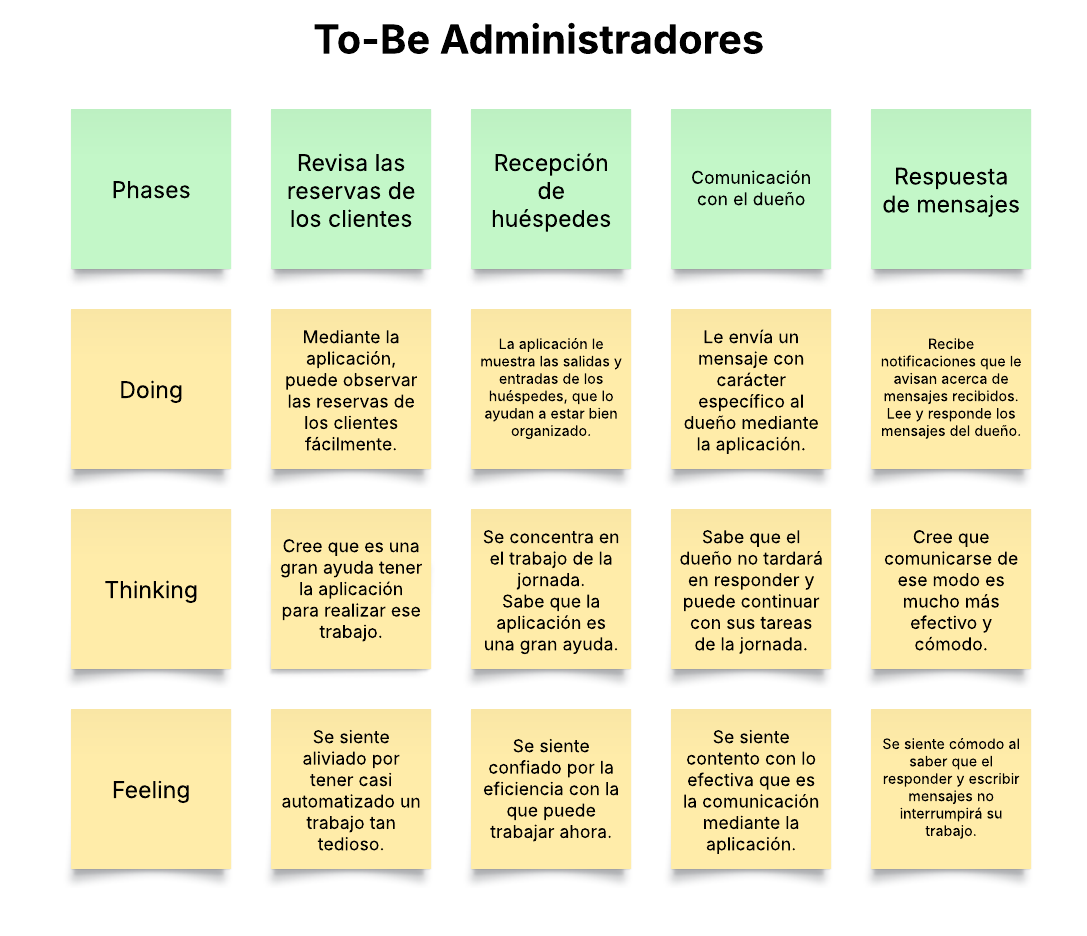 To-Be Administradores
Phases
Revisa las
reservas de
los clientes
Recepción
de
huéspedes
Comunicación
con el dueño
Respuesta
de mensajes
Doing
Mediante la
aplicación,
puede observar
las reservas de
los clientes
fácilmente.
La aplicación le
muestra las salidas y
entradas de los
huéspedes, que lo
ayudan a estar bien
organizado.
Le envía un
mensaje con
carácter
específico al
dueño mediante
la aplicación.
Recibe
notificaciones que le
avisan acerca de
mensajes recibidos.
Lee y responde los
mensajes del dueño.
Thinking
Cree que es una
gran ayuda tener
la aplicación
para realizar ese
trabajo.
Se concentra en
el trabajo de la
jornada.
Sabe que la
aplicación es
una gran ayuda.
Sabe que el
dueño no tardará
en responder y
puede continuar
con sus tareas
de la jornada.
Cree que
comunicarse de
ese modo es
mucho más
efectivo y
cómodo.
Feeling
Se siente
aliviado por
tener casi
automatizado un
trabajo tan
tedioso.
Se siente
confiado por la
eficiencia con la
que puede
trabajar ahora.
Se siente
contento con lo
efectiva que es
la comunicación
mediante la
aplicación.
Se siente cómodo al
saber que el
responder y escribir
mensajes no
interrumpirá su
trabajo.